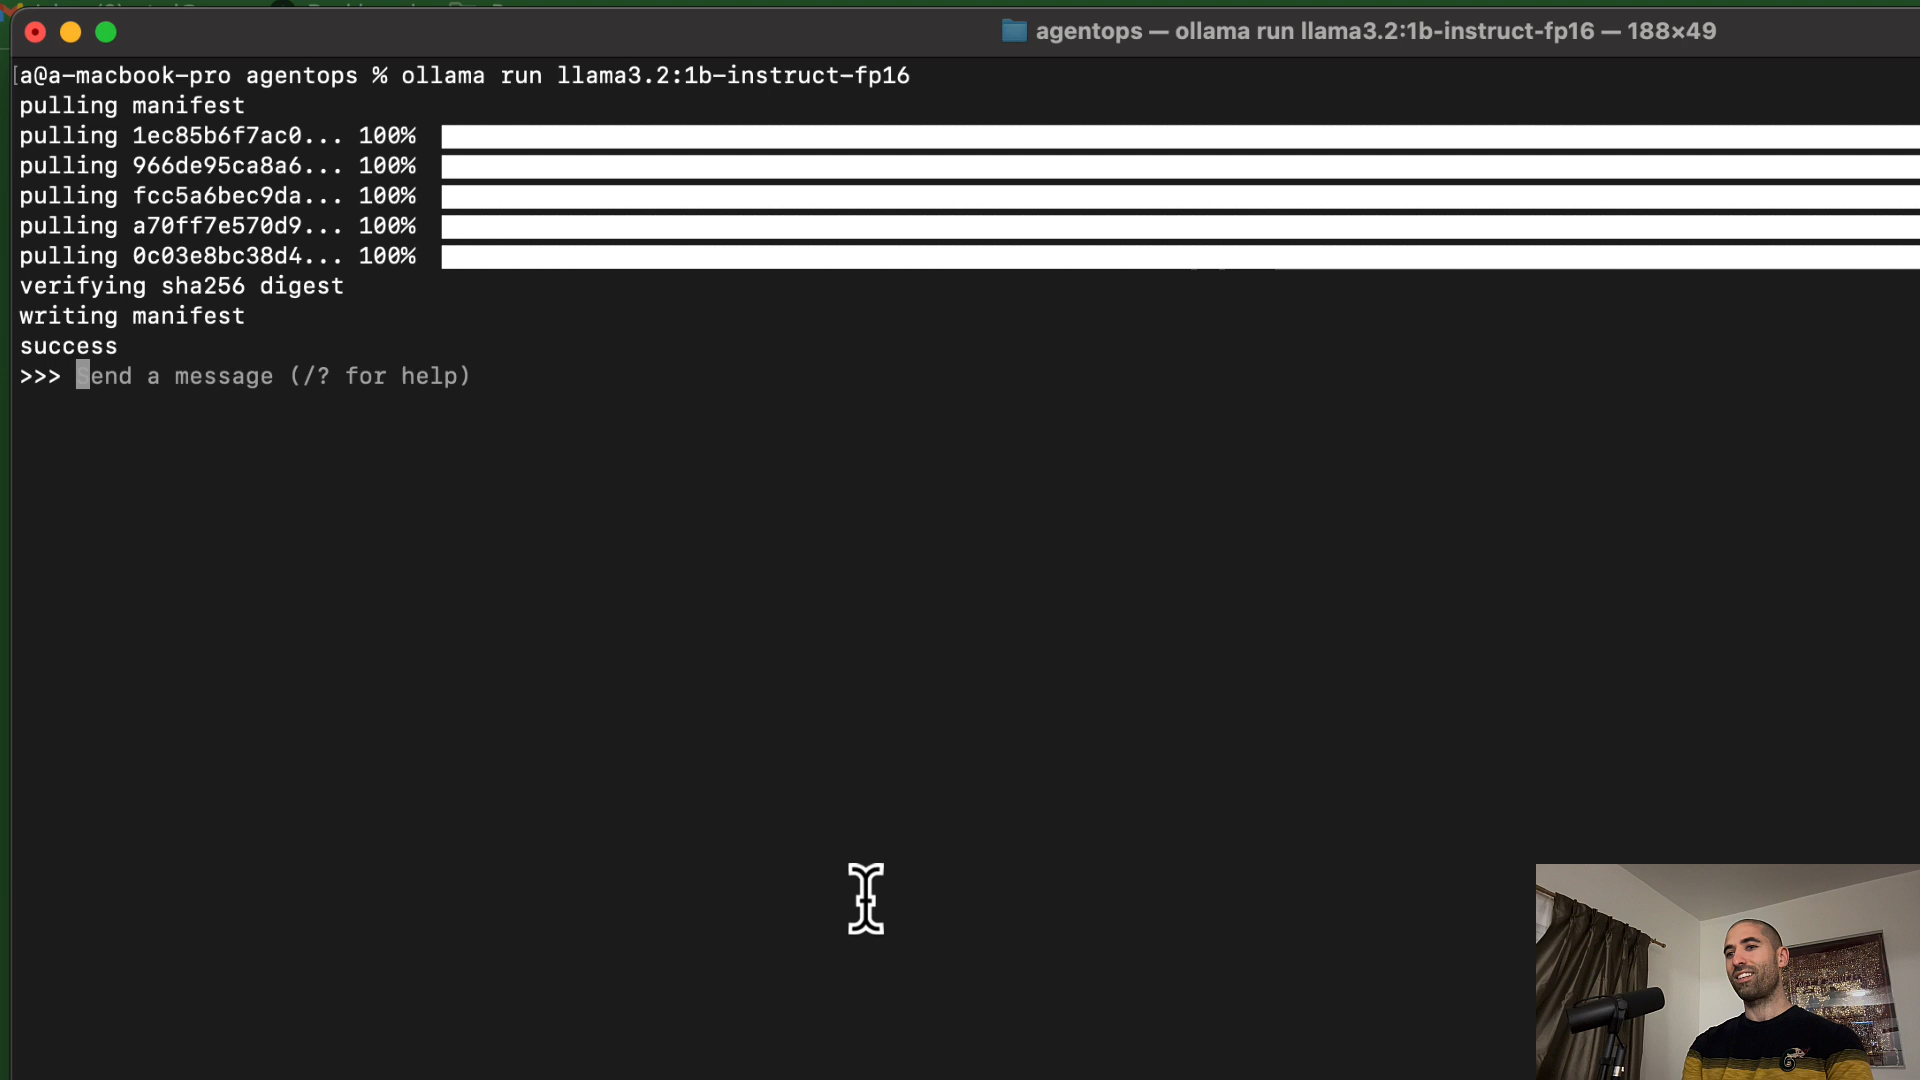 agentops — ollama run llama3.2:1b-instruct-fp16 — 188×49
[a@a-macbook-pro agentops % ollama run llama3.2:1b-instruct-fp16
pulling manifest
pulling 1ec85b6f7ac0... 100%
pulling 966de95ca8a6... 100%
pulling fcc5a6bec9da... 100%
pulling a70ff7e570d9... 100%
pulling 0c03e8bc38d4... 100%
verifying sha256 digest
writing manifest
success
>>> Send a message (/? for help)